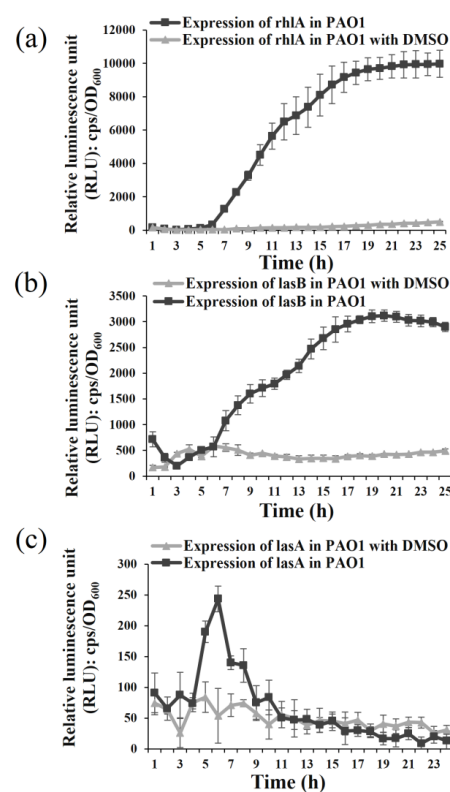 (a)
Expression of rhlA in PAO1
Expression of rhlA in PAO1 with DMSO
Relative luminescence unit
(RLU): cps/OD600
12000
10000
8000
6000
4000
2000
0
1 3 5 7 9 11 13 15 17 19 21 23 25
Time (h)
(b)
Expression of lasB in PAO1 with DMSO
Expression of lasB in PAO1
Relative luminescence unit
(RLU): cps/OD600
3500
3000
2500
2000
1500
1000
500
0
1 3 5 7 9 11 13 15 17 19 21 23 25
Time (h)
(c)
Expression of lasA in PAO1 with DMSO
Expression of lasA in PAO1
Relative luminescence unit
(RLU): cps/OD600
300
250
200
150
100
50
0
1 3 5 7 9 11 13 15 17 19 21 23
Time (h)